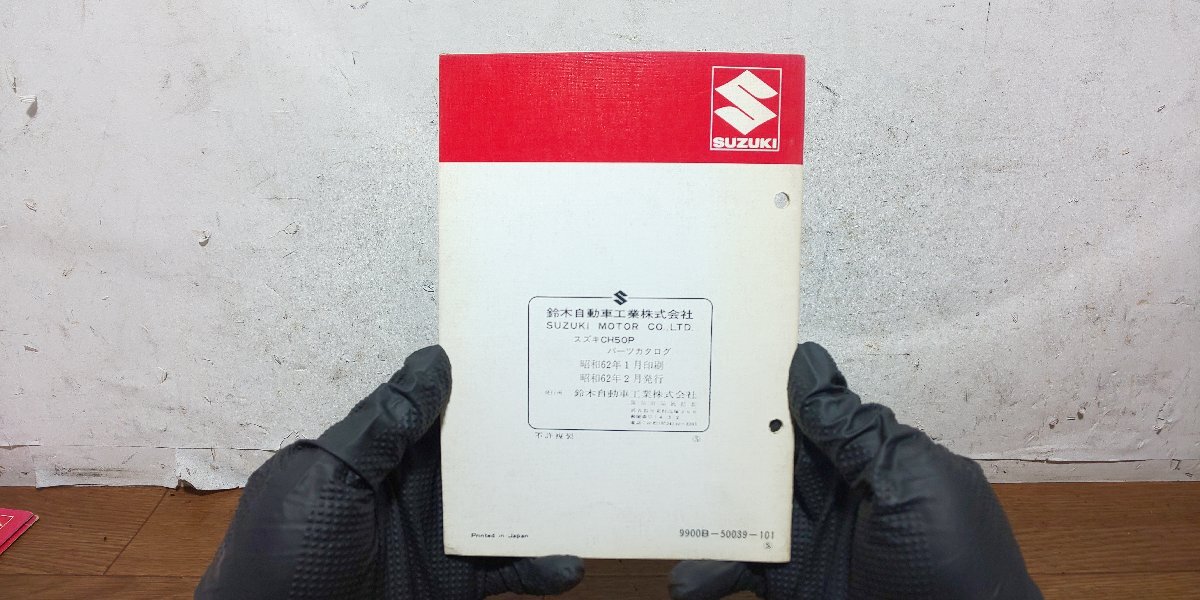 SUZUKI
鈴木自動車工業株式会社
SUZUKI MOTOR CO.,LTD.
スズキCH50P
パーツカタログ
昭和62年1月印刷
昭和62年2月発行
鈴木自動車工業株式会社
不許複製
Printed in Japan
9900B-50039-101